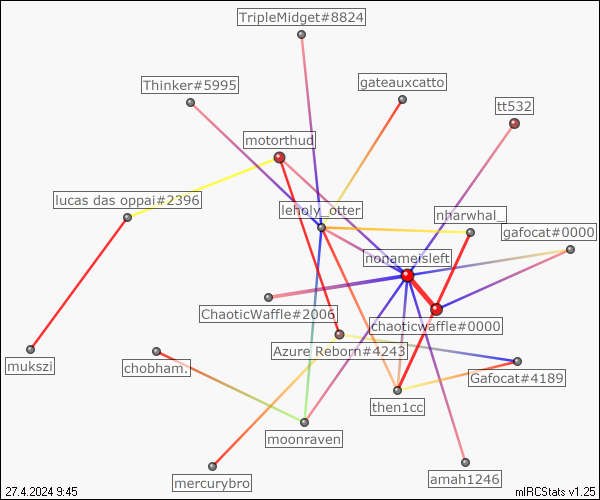 TripleMidget#8824
Thinker#5995
gateauxcatto
tt532
motorthud
lucas das oppai#2396
leholy_otter
nharwhal_
gafocat#0000
nonameisleft
ChaoticWaffle#2006
chaoticwaffle#0000
Azure Reborn#4243
mukszi
chobham.
Gafocat#4189
then1cc
moonraven
mercurybro
amah1246
27.4.2024 9:45
mIRCStats v1.25